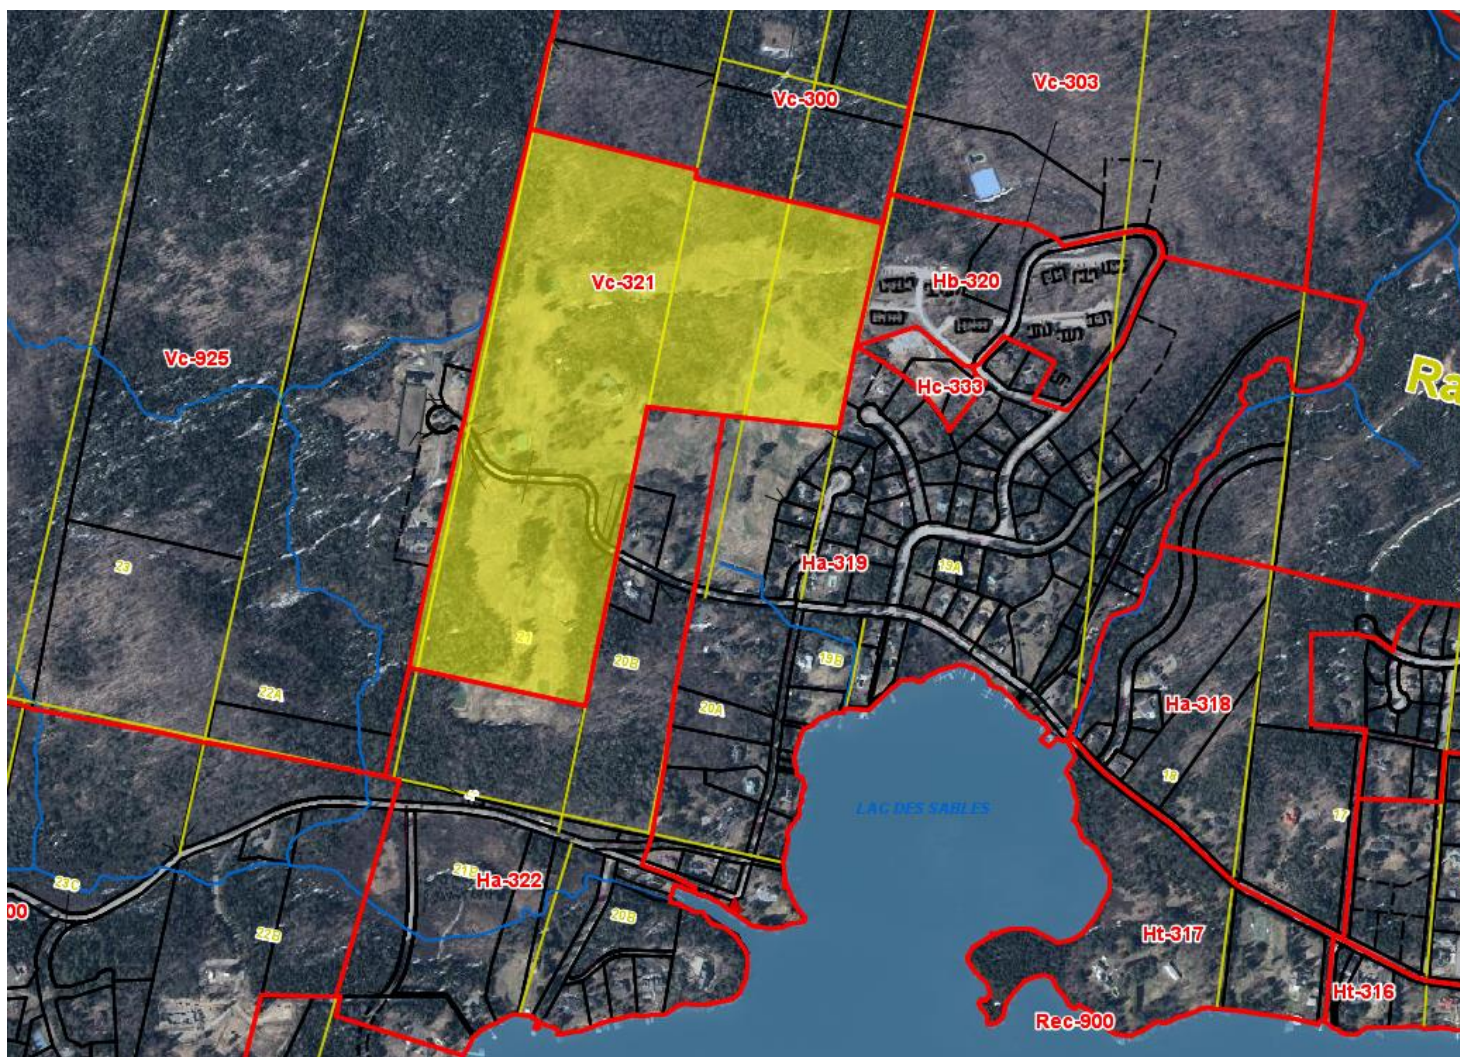 Vc-303
Vc-300
Vc-321
Hb-320
Vc-925
Hc-333
Ra
Ha-319
23
19A
21
20B
19B
22A
20A
Ha-318
18
LAC DES SABLES
17
23C
Ha-322
00
20B
22B
Ht-317
Ht-316
Rec-900